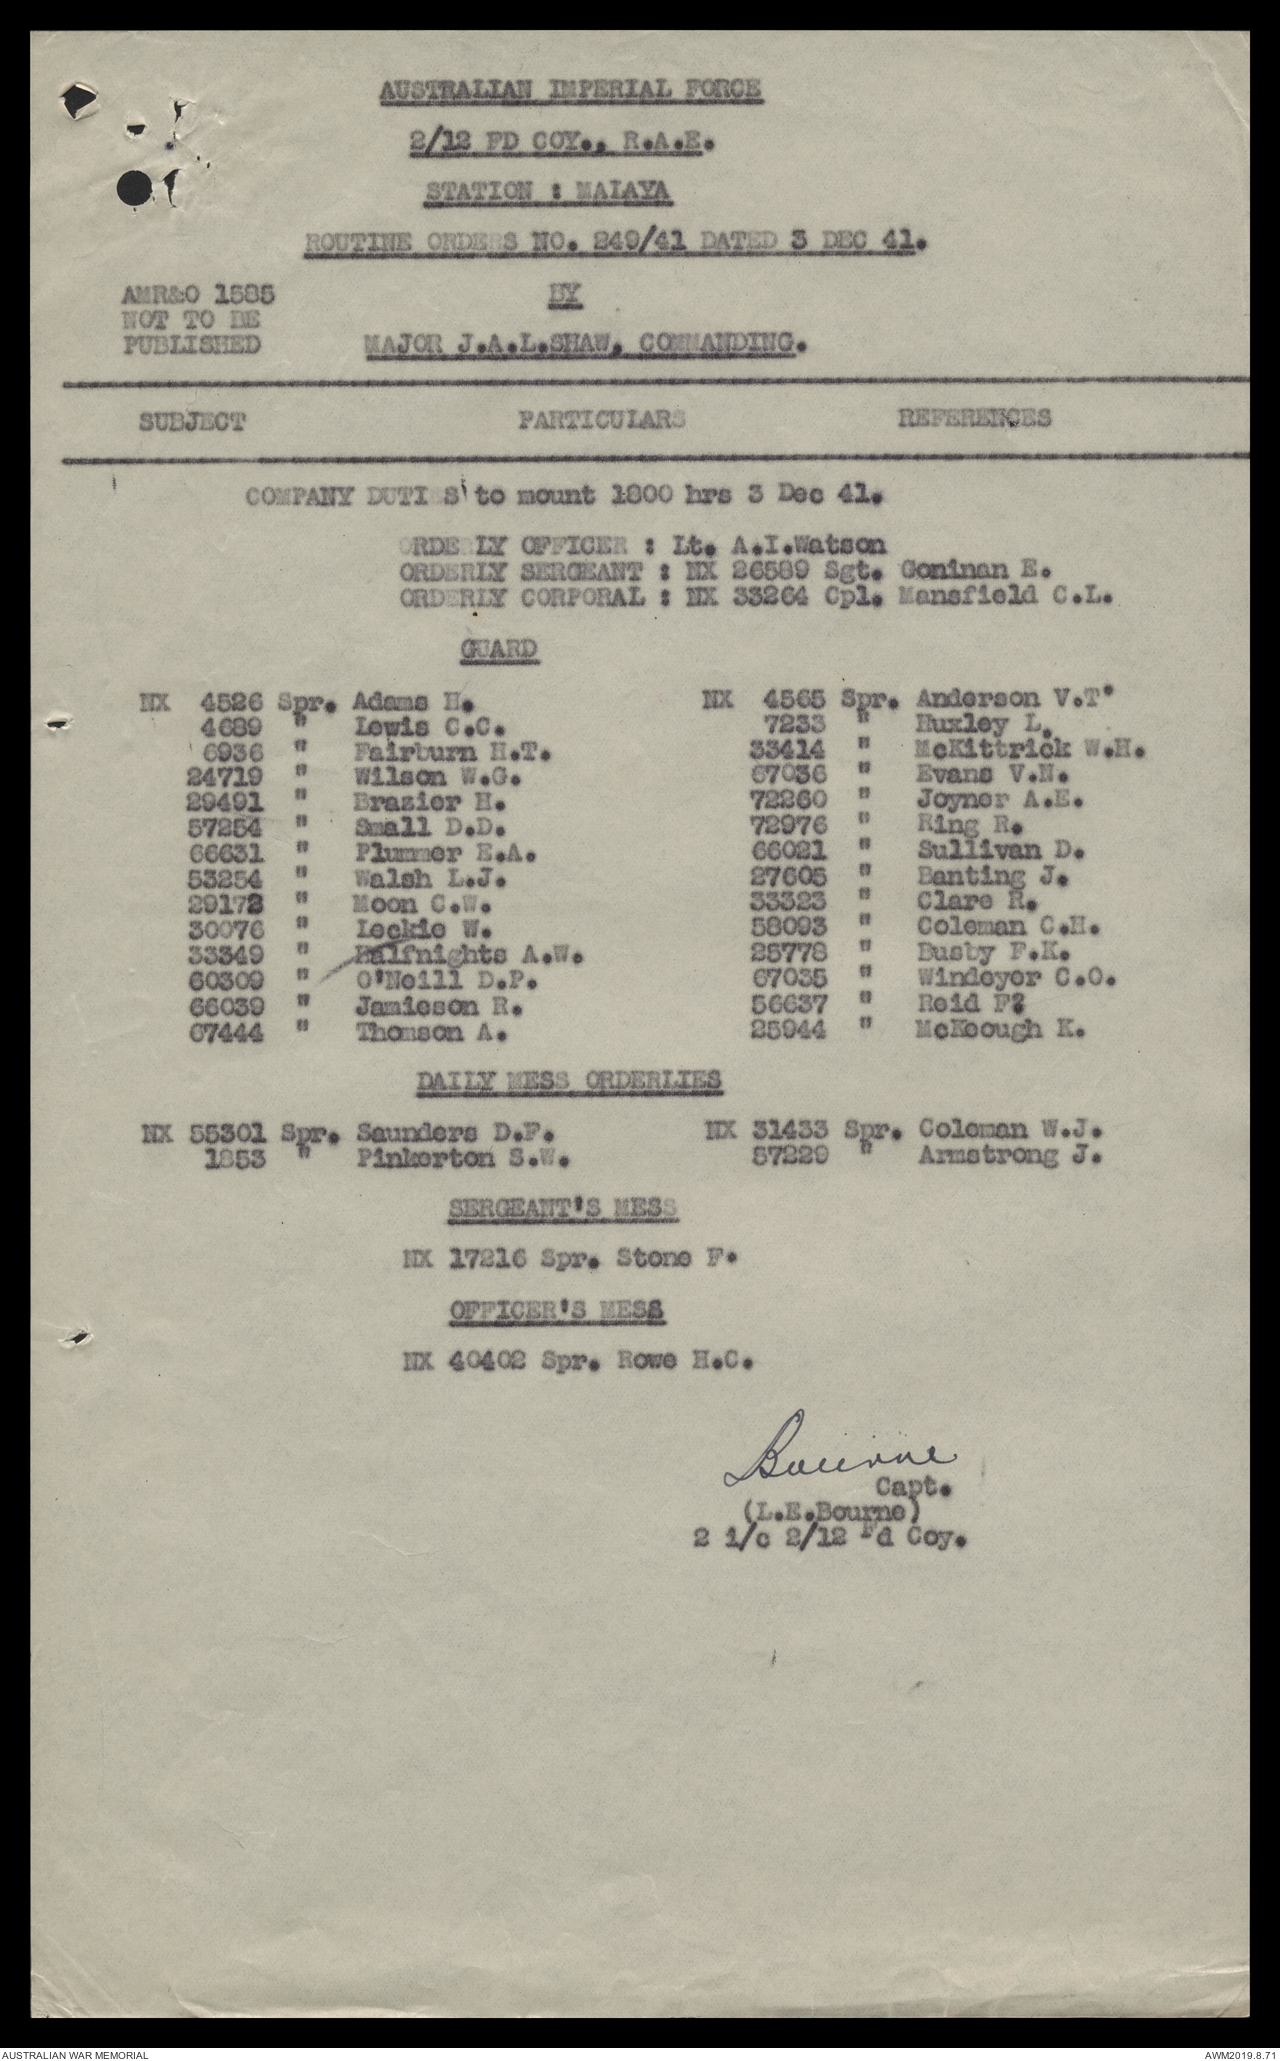 AUSTRALIAN IMPERIAL FORCE
2/12 FD COY., R.A.E.
STATION : MALAYA
ROUTINE ORDERS NO. 249/41 DATED 3 DEC 41.
AMR&O 1585 BY
NOT TO BE
PUBLISHED MAJOR J.A.L.SHAW, COMMANDING.
SUBJECT PARTICULARS REFERENCES
COMPANY DUTIES to mount 1800 hrs 3 Dec 41.
ORDERLY OFFICER : Lt. A.I.Watson
ORDERLY SERGEANT : NX 26589 Sgt. Goninan E.
ORDERLY CORPORAL : NX 33264 Cpl. Mansfield C.L.
GUARD
NX 4526 Spr. Adams H. NX 4565 Spr. Anderson V.T.
4689 " Lewis C.C. 7233 " Huxley L.
6936 " Fairburn H.T. 33414 " McKittrick W.H.
24719 " Wilson W.G. 67036 " Evans V.N.
29491 " Brazier H. 72260 " Joyner A.E.
57254 " Small D.D. 72976 " Ring R.
66631 " Plummer E.A. 66021 " Sullivan D.
53254 " Walsh L.J. 27605 " Banting J.
29172 " Moon C.W. 33323 " Clare R.
30076 " Leckie W. 58093 " Coleman C.H.
33349 " Halfnights A.W. 25778 " Busby F.K.
60309 " O'Neill D.P. 67035 " Windeyer C.O.
66039 " Jamieson R. 56637 " Reid F?
67444 " Thomson A. 25944 " McKeough K.
DAILY MESS ORDERLIES
NX 55301 Spr. Saunders D.F. NX 31433 Spr. Coleman W.J.
1853 " Pinkerton S.W. 57229 " Armstrong J.
SERGEANT'S MESS
NX 17216 Spr. Stone F.
OFFICER'S MESS
NX 40402 Spr. Rowe H.C.
Bourne
Capt.
(L.E.Bourne)
2 i/c 2/12 Fd Coy.
AUSTRALIAN WAR MEMORIAL AWM2019.8.71